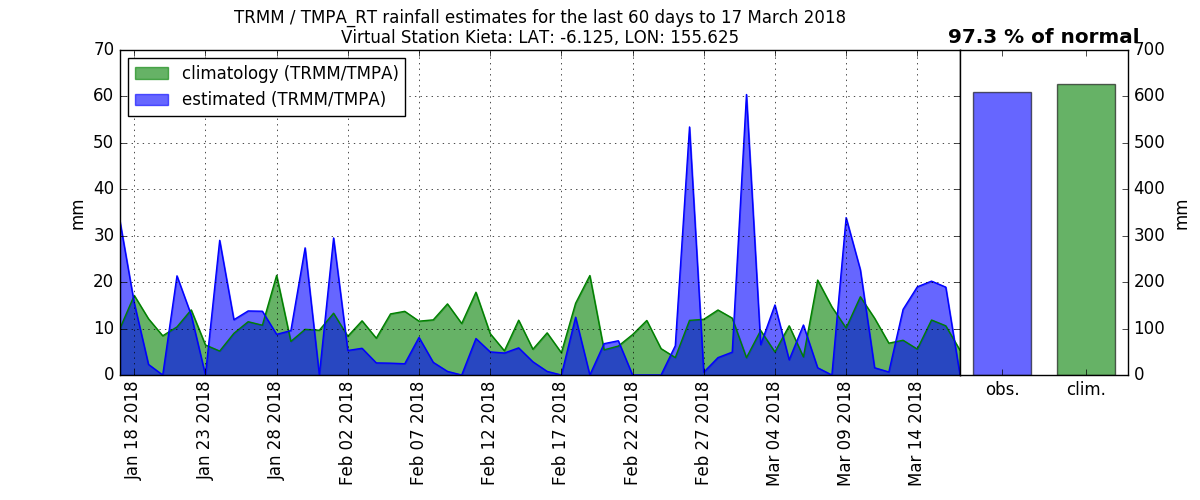 TRMM / TMPA_RT rainfall estimates for the last 60 days to 17 March 2018
Virtual Station Kieta: LAT: -6.125, LON: 155.625
97.3 % of normal
climatology (TRMM/TMPA)
estimated (TRMM/TMPA)
70
60
50
40
30
20
10
0
mm
Jan 18 2018
Jan 23 2018
Jan 28 2018
Feb 02 2018
Feb 07 2018
Feb 12 2018
Feb 17 2018
Feb 22 2018
Feb 27 2018
Mar 04 2018
Mar 09 2018
Mar 14 2018
obs.
clim.
700
600
500
400
300
200
100
0
mm